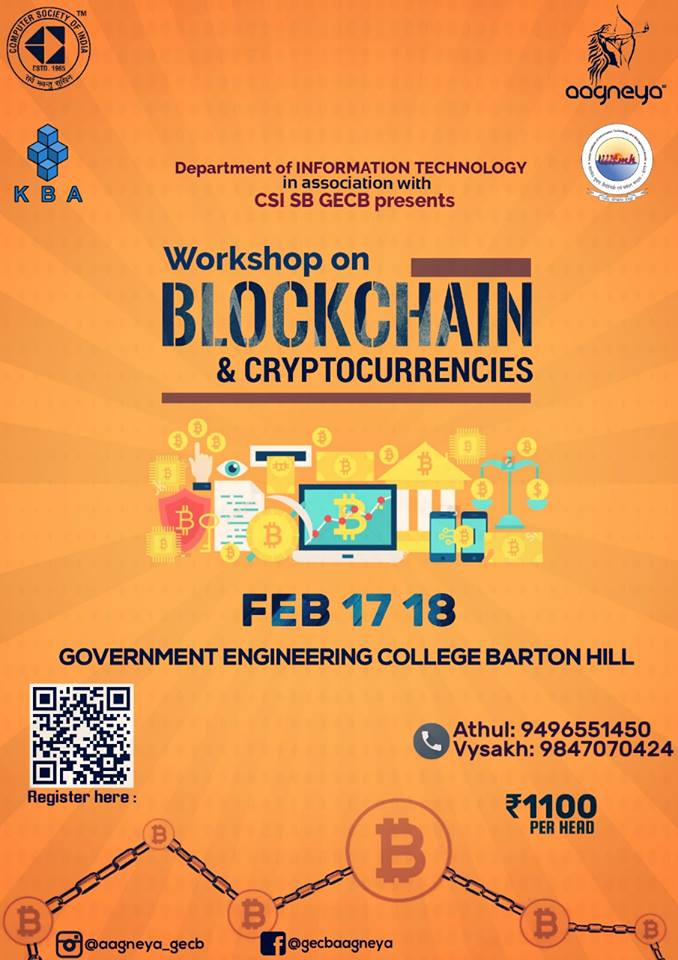 COMPUTER SOCIETY OF INDIA
TM
ESTD. 1965
aagneya
KBA
Department of INFORMATION TECHNOLOGY
in association with
CSI SB GECB presents
Workshop on
BLOCKCHAIN
& CRYPTOCURRENCIES
FEB 17 18
GOVERNMENT ENGINEERING COLLEGE BARTON HILL
Athul: 9496551450
Vysakh: 9847070424
Register here :
₹1100
PER HEAD
@aagneya_gecb
@gecbaagneya